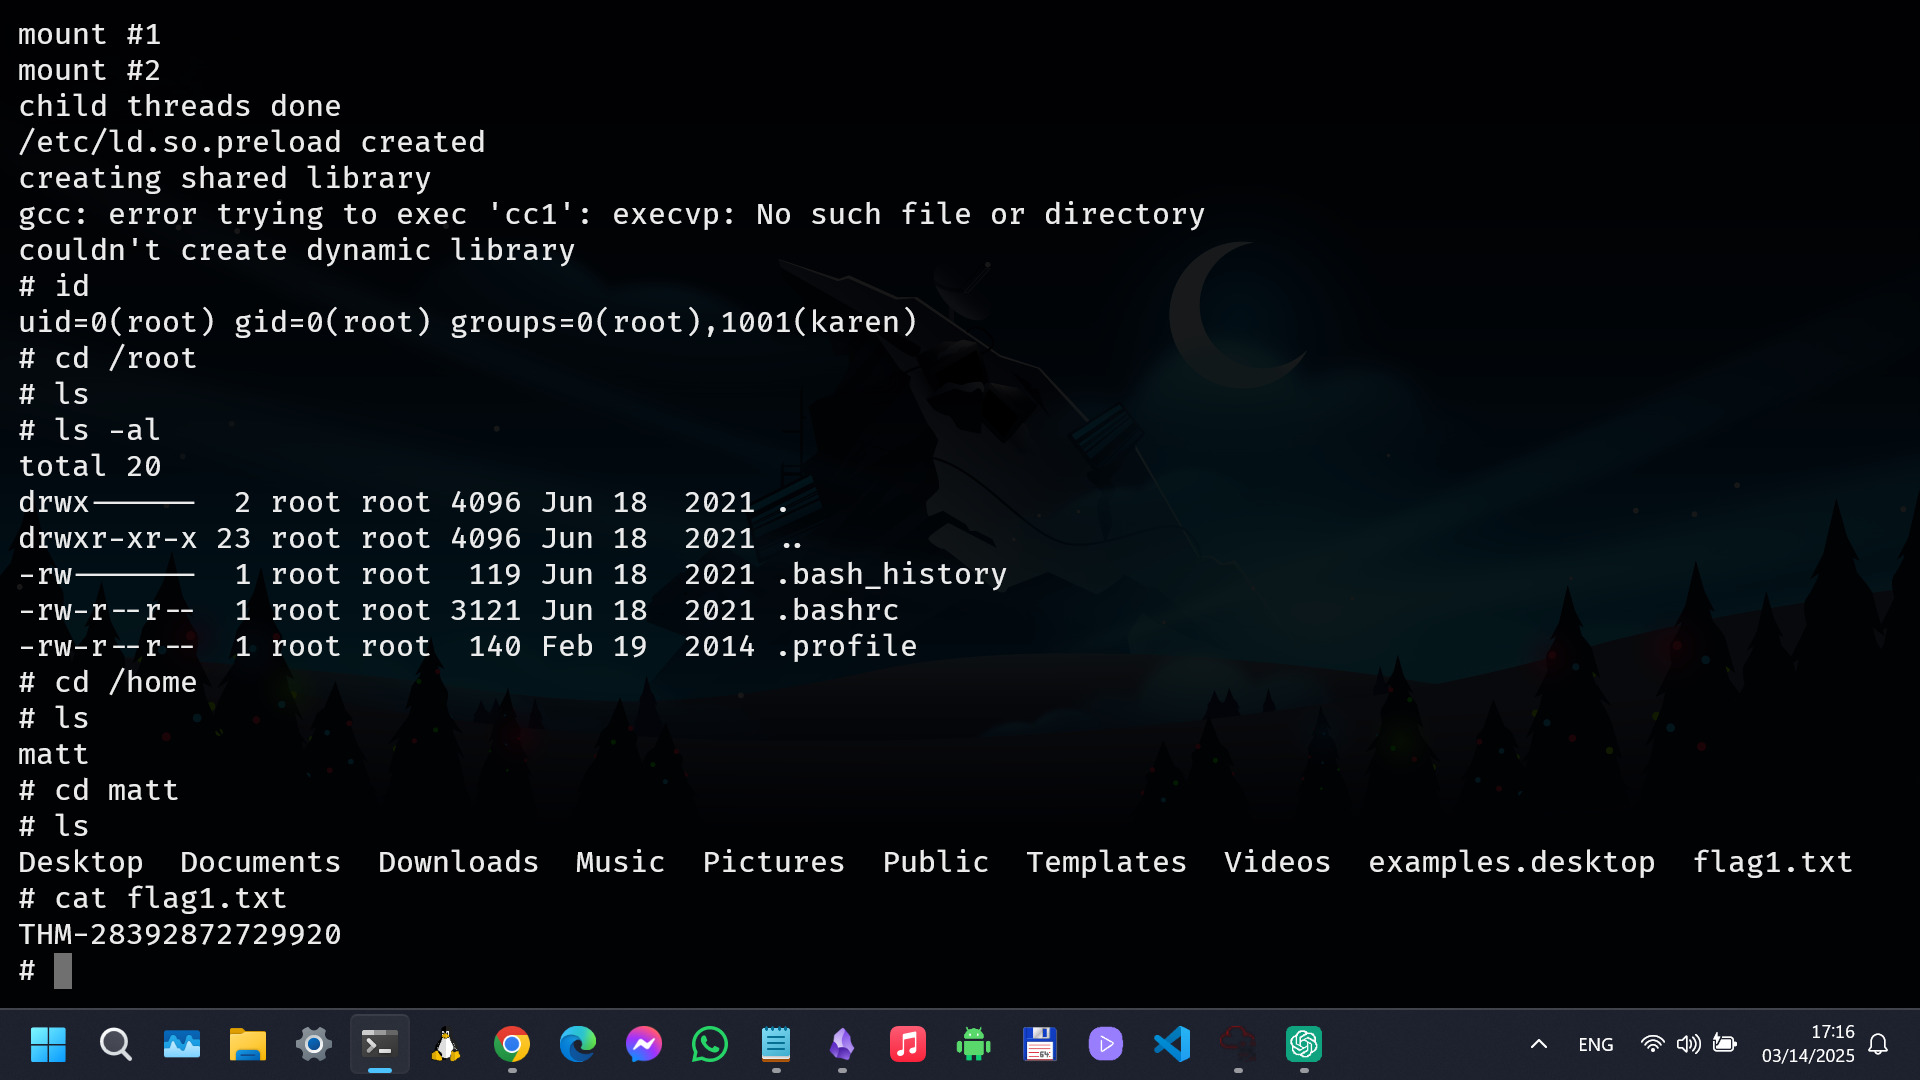 mount #1
mount #2
child threads done
/etc/ld.so.preload created
creating shared library
gcc: error trying to exec 'cc1': execvp: No such file or directory
couldn't create dynamic library
# id
uid=0(root) gid=0(root) groups=0(root),1001(karen)
# cd /root
# ls
# ls -al
total 20
drwx------  2 root root 4096 Jun 18  2021 .
drwxr-xr-x 23 root root 4096 Jun 18  2021 ..
-rw-------  1 root root  119 Jun 18  2021 .bash_history
-rw-r--r--  1 root root 3121 Jun 18  2021 .bashrc
-rw-r--r--  1 root root  140 Feb 19  2014 .profile
# cd /home
# ls
matt
# cd matt
# ls
Desktop  Documents  Downloads  Music  Pictures  Public  Templates  Videos  examples.desktop  flag1.txt
# cat flag1.txt
THM-28392872729920
#
ENG
17:16
03/14/2025
64